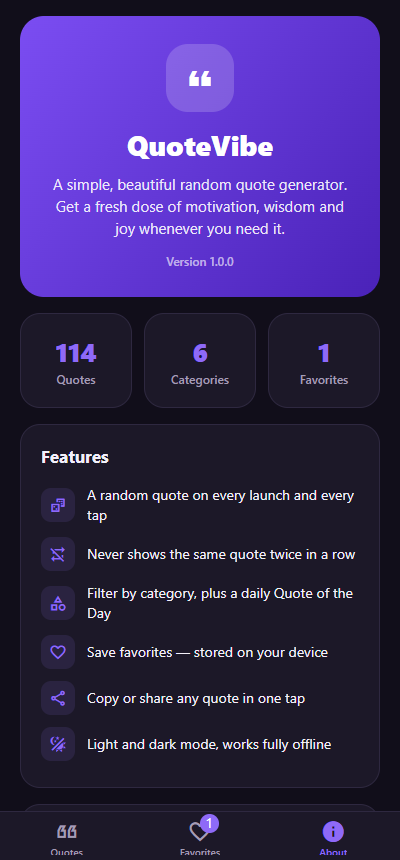 QuoteVibe
A simple, beautiful random quote generator.
Get a fresh dose of motivation, wisdom and
joy whenever you need it.
Version 1.0.0
114
Quotes
6
Categories
1
Favorites
Features
A random quote on every launch and every
tap
Never shows the same quote twice in a row
Filter by category, plus a daily Quote of the
Day
Save favorites — stored on your device
Copy or share any quote in one tap
Light and dark mode, works fully offline
1
Quotes
Favorites
About